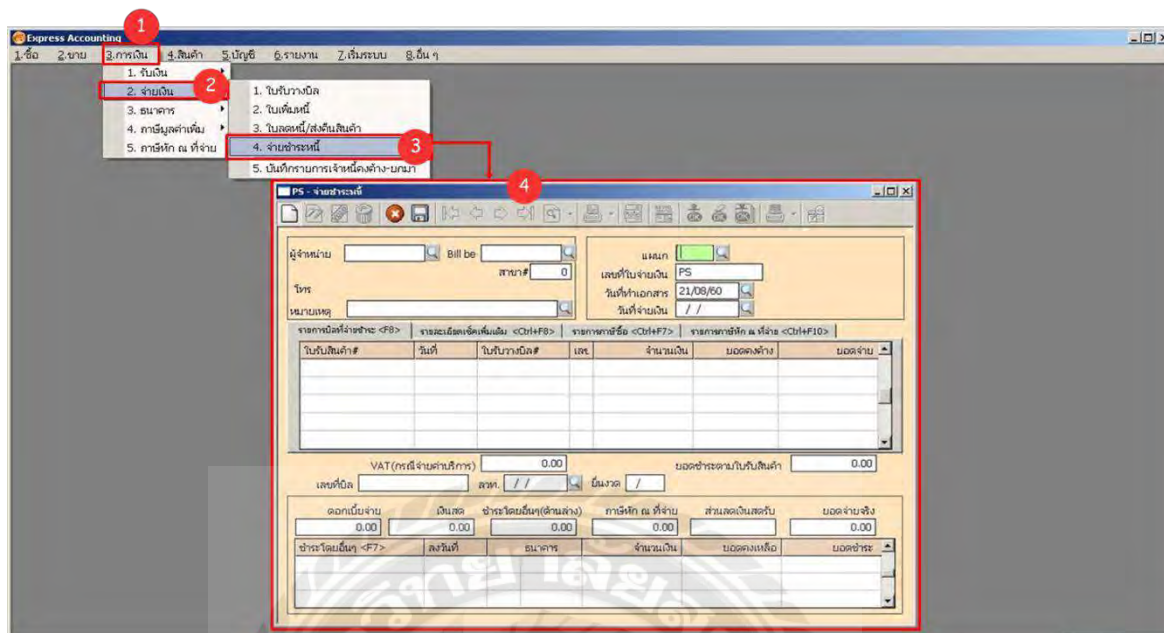 1
Express Accounting
1.ซื้อ 2.ขาย 3.การเงิน 4.สินค้า 5.บัญชี 6.รายงาน 7.เริ่มระบบ 8.อื่น ๆ
1. รับเงิน
2. จ่ายเงิน 2 1. ใบรับวางบิล
3. ธนาคาร 2. ใบเพิ่มหนี้
4. ภาษีมูลค่าเพิ่ม 3. ใบลดหนี้/ส่งคืนสินค้า
5. ภาษีหัก ณ ที่จ่าย 4. จ่ายชำระหนี้ 3
5. บันทึกรายการเจ้าหนี้คงค้าง-ยกมา
4
PS - จ่ายชำระหนี้
ผู้จำหน่าย Bill be แผนก
สาขา# 0 เลขที่ใบจ่ายเงิน PS
โทร วันที่ทำเอกสาร 21/08/60
หมายเหตุ วันที่จ่ายเงิน / /
รายการบิลที่จ่ายชำระ <F8> รายละเอียดเช็คเพิ่มเติม <Ctrl+F8> รายการภาษีซื้อ <Ctrl+F7> รายการภาษีหัก ณ ที่จ่าย <Ctrl+F10>
ใบรับสินค้า# วันที่ ใบรับวางบิล# จำนวนเงิน ยอดคงค้าง ยอดจ่าย
VAT(กรณีจ่ายค่าบริการ) 0.00 ยอดชำระตามใบรับสินค้า 0.00
เลขที่บิล ลวท. / / ยื่นงวด /
ดอกเบี้ยจ่าย เงินสด ชำระโดยอื่นๆ(ด้านล่าง) ภาษีหัก ณ ที่จ่าย ส่วนลดเงินสดรับ ยอดจ่ายจริง
0.00 0.00 0.00 0.00 0.00
ชำระโดยอื่นๆ <F7> ลงวันที่ ธนาคาร จำนวนเงิน ยอดคงเหลือ ยอดชำระ